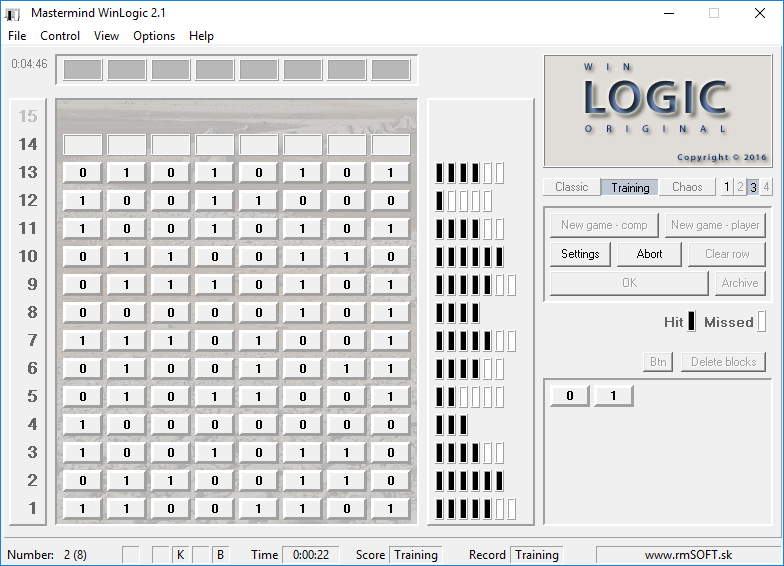 Mastermind WinLogic 2.1
File Control View Options Help
0:04:46
WIN
LOGIC
ORIGINAL
Copyright © 2016
Classic Training Chaos 1 2 3 4
New game - comp New game - player
Settings Abort Clear row
OK Archive
Hit Missed
Btn Delete blocks
0 1
15
14
13 0 1 0 1 0 1 0 1
12 1 0 0 1 1 0 0 0
11 1 0 0 1 0 1 0 1
10 0 1 1 0 0 1 1 0
9 0 1 1 1 0 1 0 1
8 0 0 0 0 0 1 0 0
7 1 1 1 0 1 0 0 1
6 1 0 0 1 0 1 1 1
5 0 0 1 1 0 0 0 1
4 1 0 0 0 0 0 0 0
3 1 0 0 1 0 1 1 0
2 0 1 1 1 0 0 1 0
1 1 1 0 0 1 1 0 1
Number: 2 (8) K B Time 0:00:22 Score Training Record Training www.rmSOFT.sk